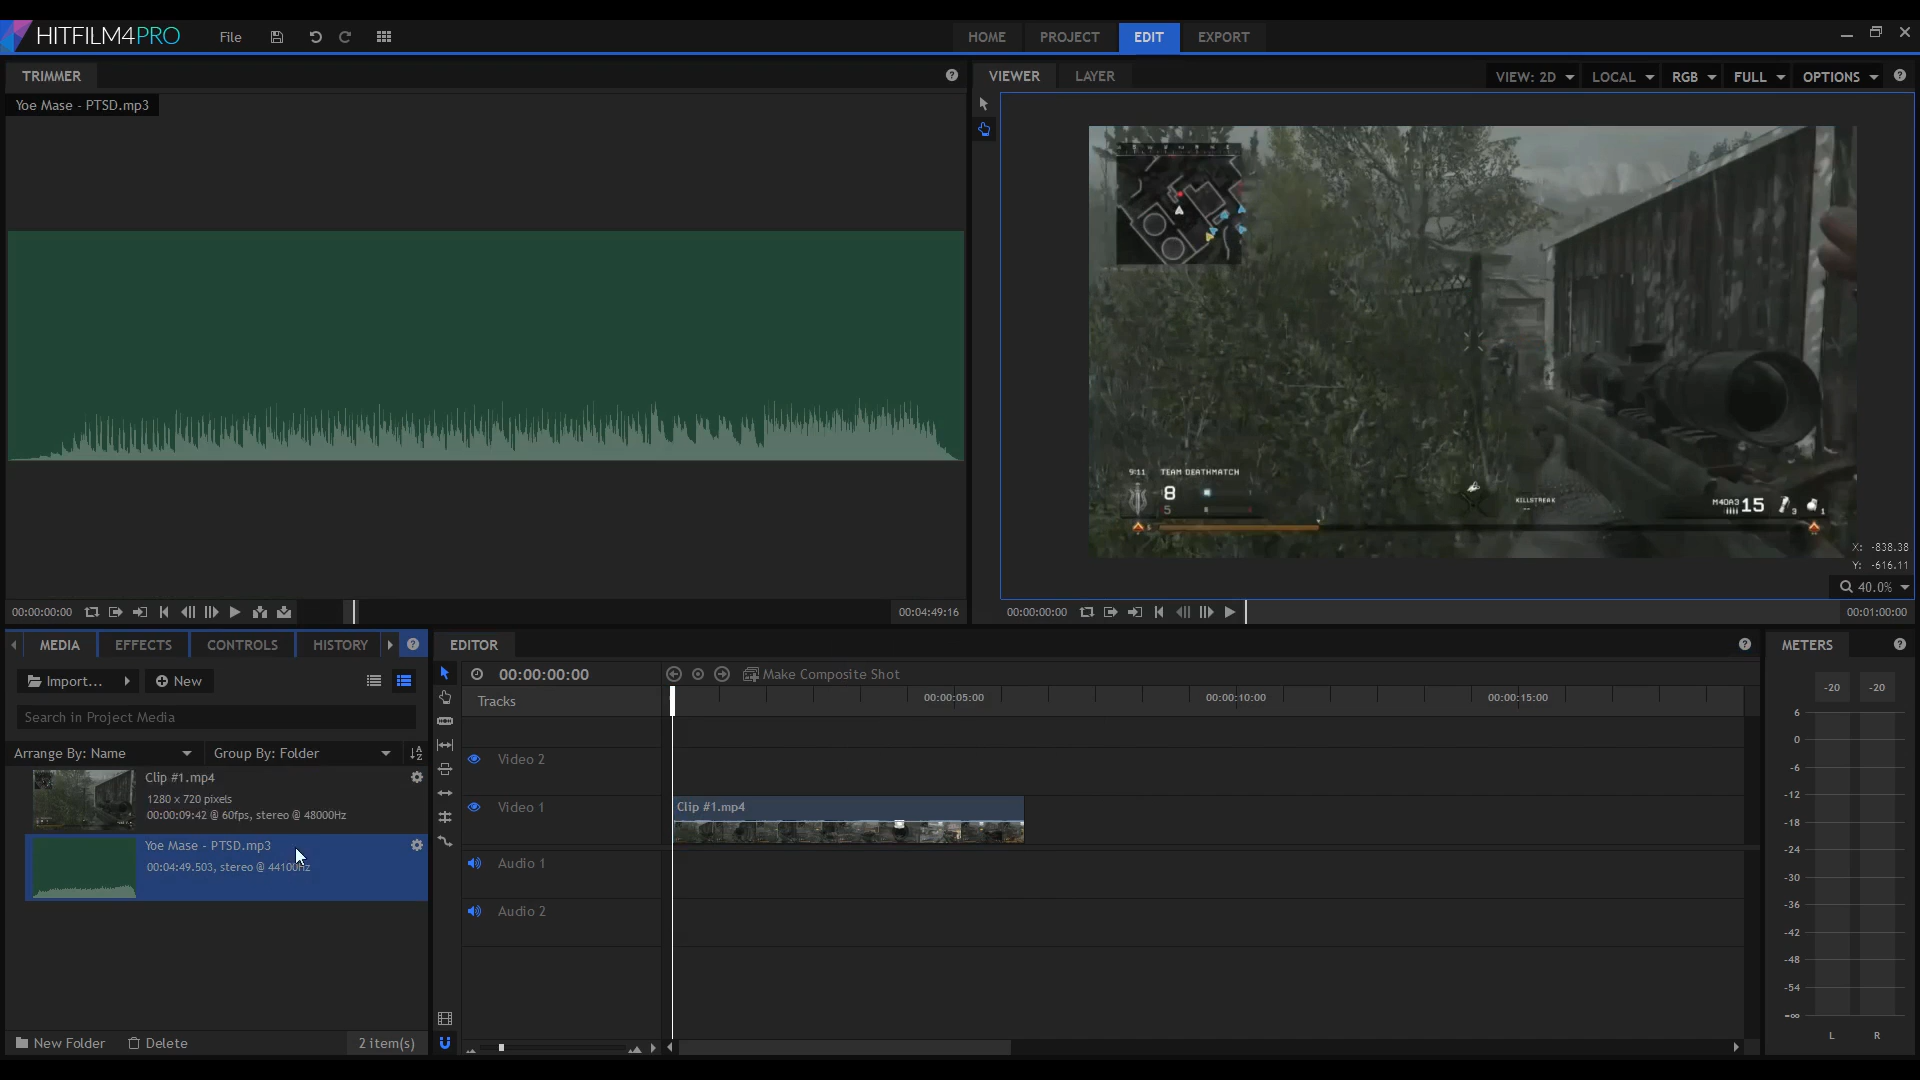 HITFILM4PRO
File
HOME
PROJECT
EDIT
EXPORT
TRIMMER
VIEWER
LAYER
VIEW: 2D
LOCAL
RGB
FULL
OPTIONS
Yoe Mase - PTSD.mp3
9:11 TEAM DEATHMATCH
8
5
KILLSTREAK
M40A3 15
3
1
X: -838.38
Y: -616.11
40.0%
00:00:00:00
00:04:49:16
00:00:00:00
00:01:00:00
MEDIA
EFFECTS
CONTROLS
HISTORY
EDITOR
METERS
Import...
New
00:00:00:00
Make Composite Shot
-20
-20
Search in Project Media
Tracks
00:00:05:00
00:00:10:00
00:00:15:00
Arrange By: Name
Group By: Folder
Clip #1.mp4
1280 x 720 pixels
00:00:09:42 @ 60fps, stereo @ 48000Hz
Yoe Mase - PTSD.mp3
00:04:49.503, stereo @ 44100Hz
Video 2
Video 1
Clip #1.mp4
Audio 1
Audio 2
6
0
-6
-12
-18
-24
-30
-36
-42
-48
-54
-∞
L
R
New Folder
Delete
2 item(s)